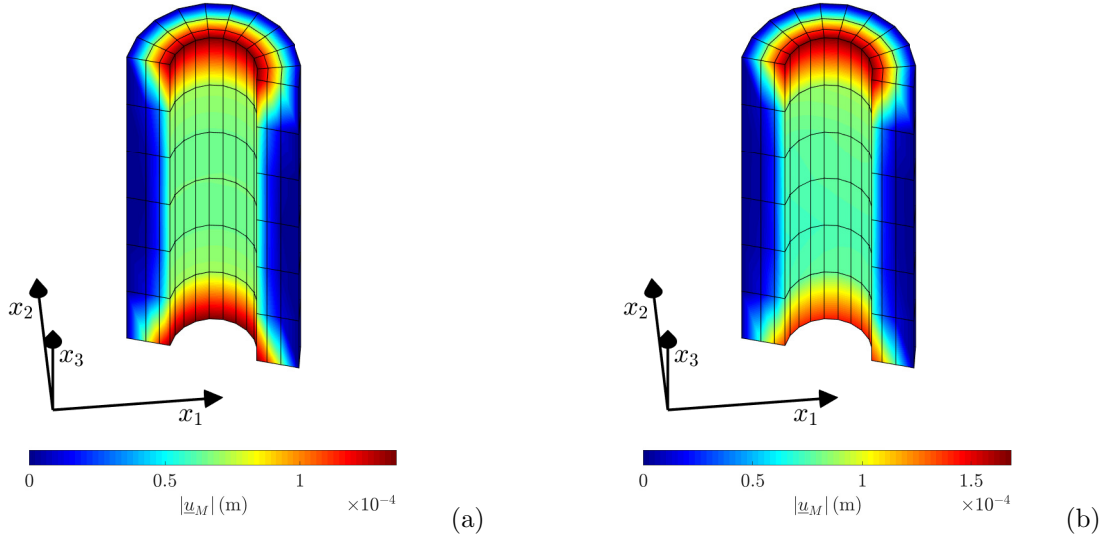 x₂
x₃
x₁
0 0.5 1
|u_M| (m) ×10⁻⁴
(a)
x₂
x₃
x₁
0 0.5 1 1.5
|u_M| (m) ×10⁻⁴
(b)